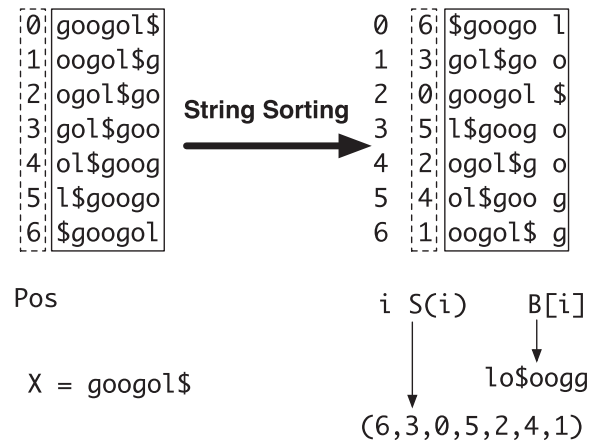 0 googol$ 0 6 $googo l
1 oogol$g 1 3 gol$go o
2 ogol$go 2 0 googol $
String Sorting
3 gol$goo 3 5 l$goog o
4 ol$goog 4 2 ogol$g o
5 l$googo 5 4 ol$goo g
6 $googol 6 1 oogol$ g
Pos i S(i) B[i]
X = googol$ lo$oogg
(6,3,0,5,2,4,1)